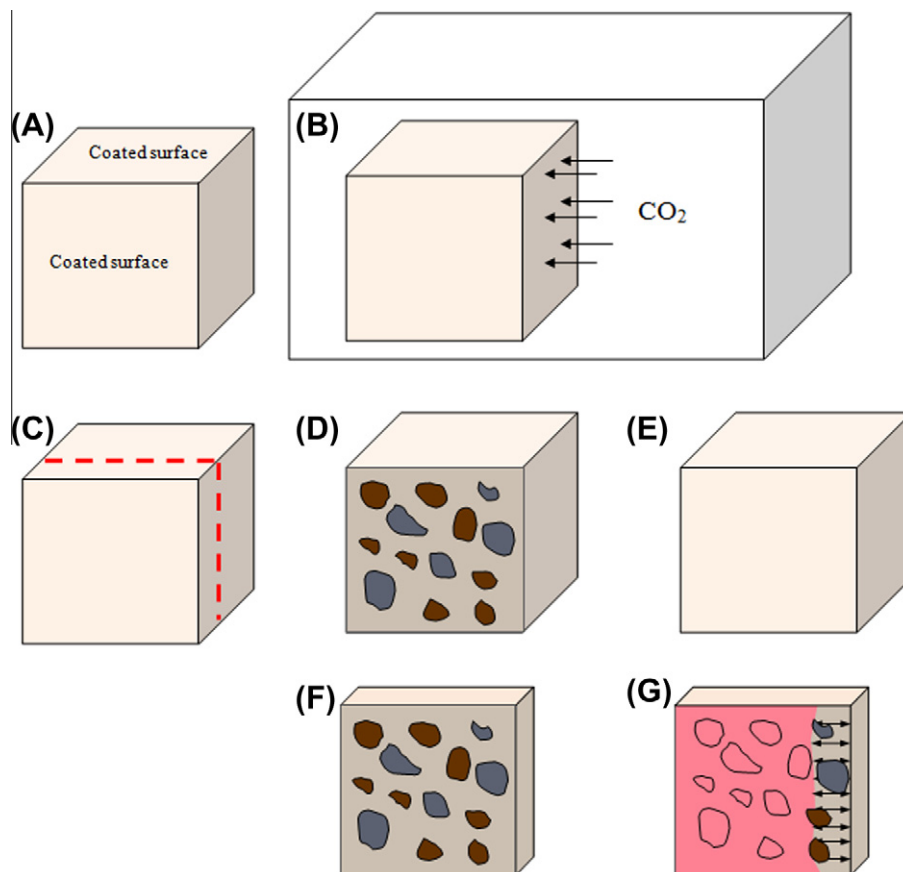 (A)
Coated surface
Coated surface
(B)
CO₂
(C)
(D)
(E)
(F)
(G)